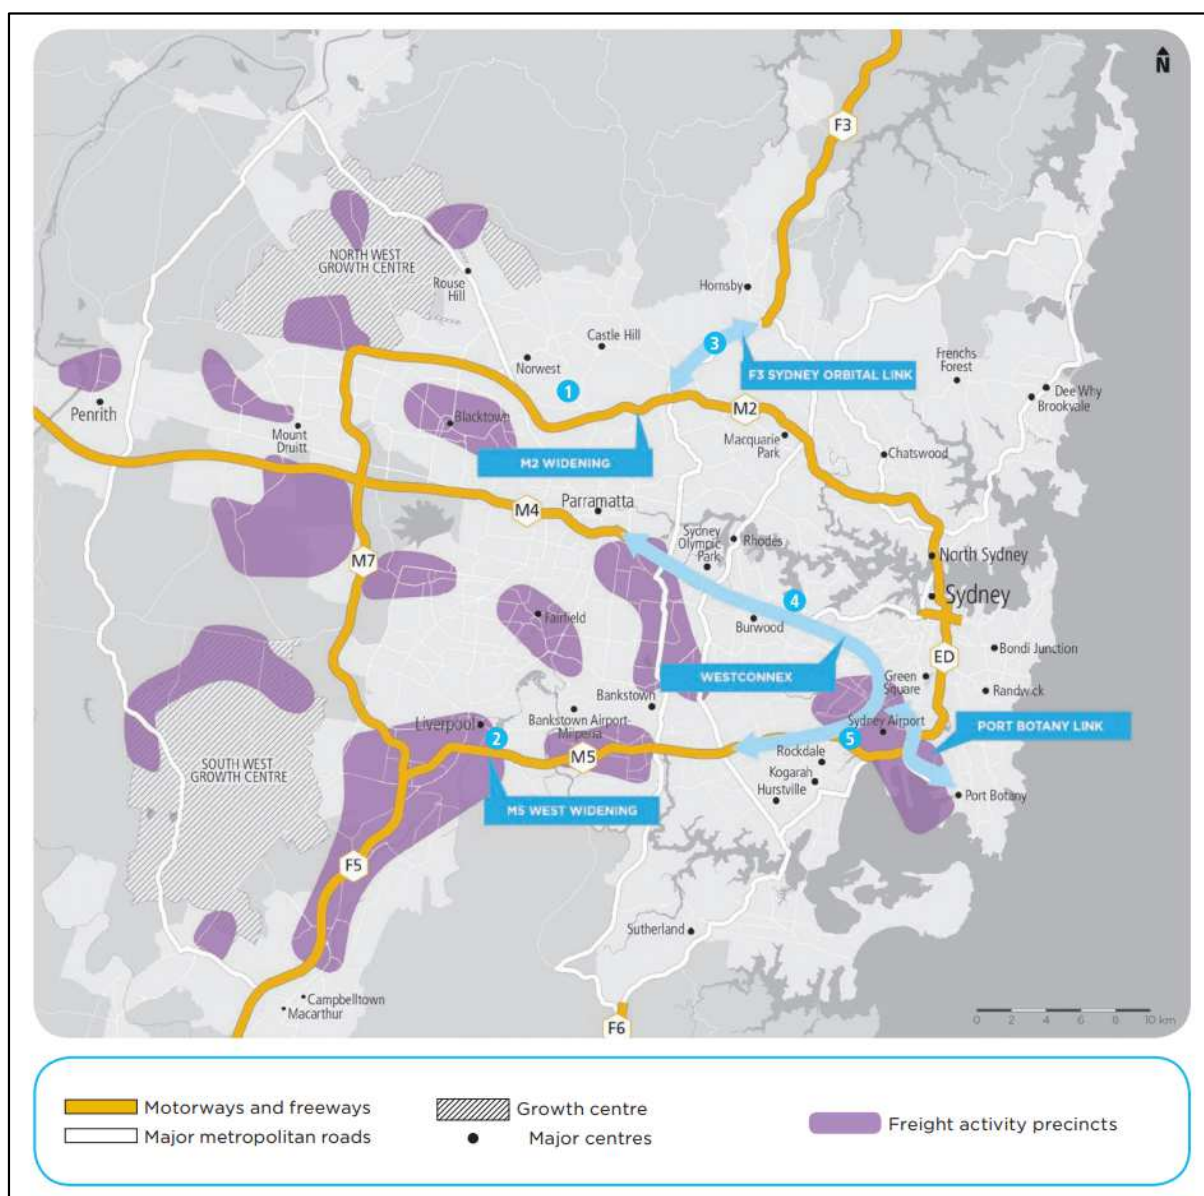 N
F3
NORTH WEST
GROWTH CENTRE
Rouse
Hill
Hornsby
3
Castle Hill
Norwest
F3 SYDNEY ORBITAL LINK
Frenchs
Forest
1
Dee Why
Brookvale
Penrith
Blacktown
M2
Mount
Druitt
Macquarie
Park
M2 WIDENING
Chatswood
Parramatta
M4
Sydney
Olympic
Park
Rhodes
North Sydney
M7
Sydney
4
Fairfield
Burwood
Bondi Junction
ED
WESTCONNEX
Green
Square
Randwick
Bankstown
Liverpool
Bankstown Airport-
Milperra
Sydney Airport
PORT BOTANY LINK
2
5
M5
Rockdale
SOUTH WEST
GROWTH CENTRE
Kogarah
Hurstville
Port Botany
M5 WEST WIDENING
F5
Sutherland
Campbelltown
Macarthur
F6
0 2 4 6 8 10 km
Motorways and freeways
Major metropolitan roads
Growth centre
Major centres
Freight activity precincts